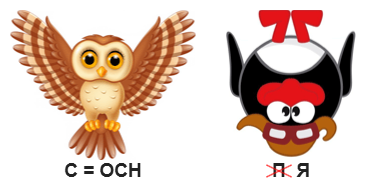 С = ОСН
П Я